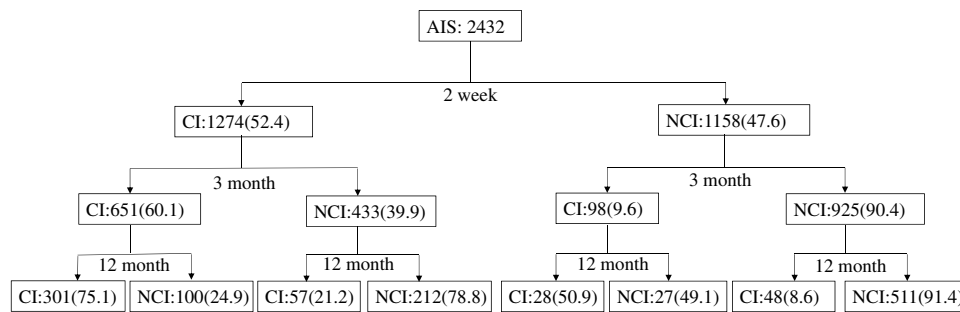 AIS: 2432
2 week
CI:1274(52.4) NCI:1158(47.6)
3 month 3 month
CI:651(60.1) NCI:433(39.9) CI:98(9.6) NCI:925(90.4)
12 month 12 month 12 month 12 month
CI:301(75.1) NCI:100(24.9) CI:57(21.2) NCI:212(78.8) CI:28(50.9) NCI:27(49.1) CI:48(8.6) NCI:511(91.4)